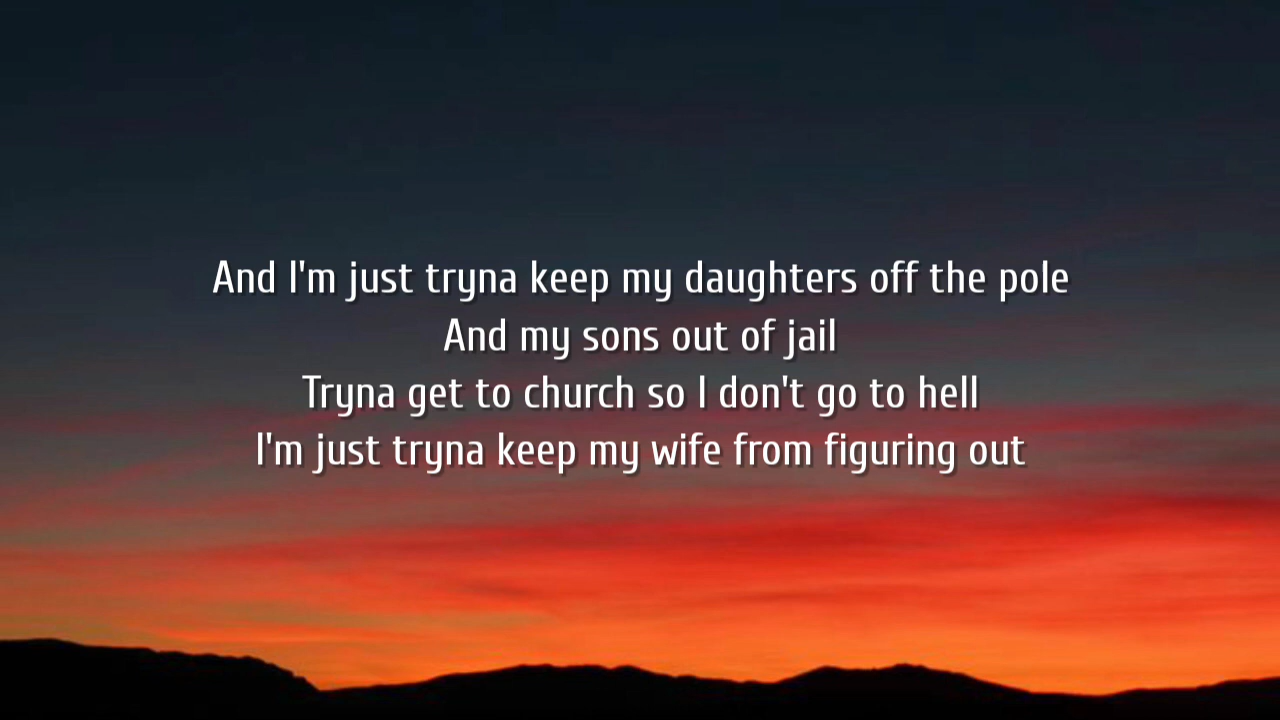 And I'm just tryna keep my daughters off the pole
And my sons out of jail
Tryna get to church so I don't go to hell
I'm just tryna keep my wife from figuring out